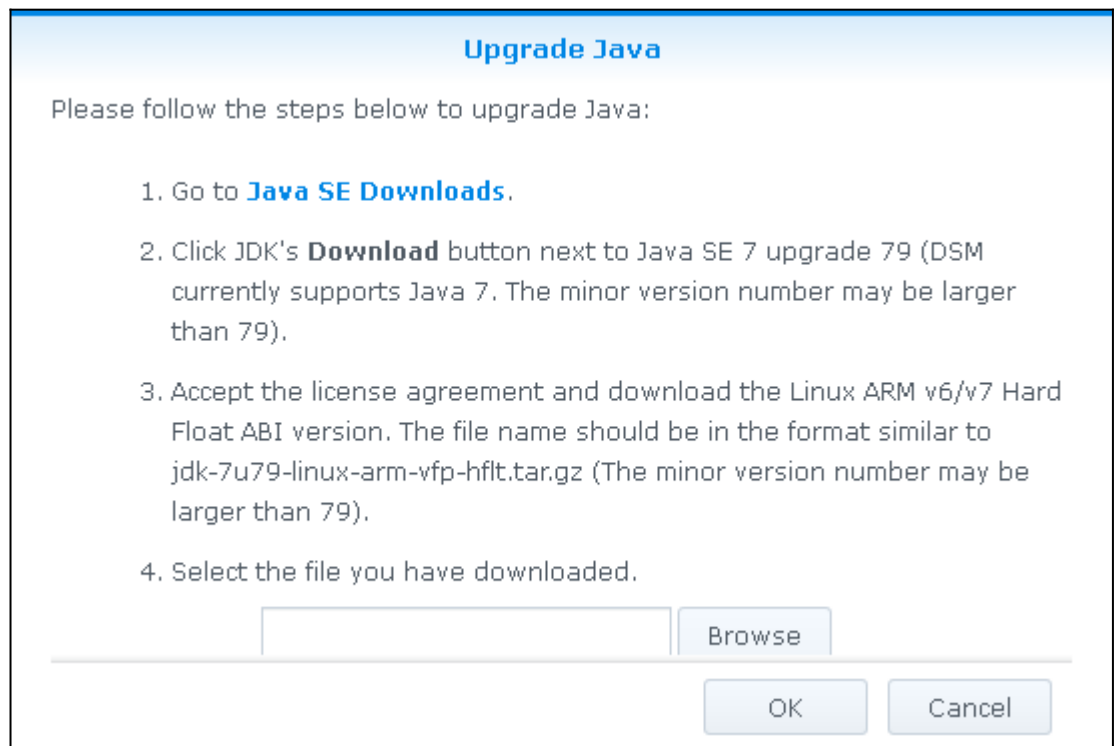 Upgrade Java
Please follow the steps below to upgrade Java:
1. Go to Java SE Downloads.
2. Click JDK's Download button next to Java SE 7 upgrade 79 (DSM
currently supports Java 7. The minor version number may be larger
than 79).
3. Accept the license agreement and download the Linux ARM v6/v7 Hard
Float ABI version. The file name should be in the format similar to
jdk-7u79-linux-arm-vfp-hflt.tar.gz (The minor version number may be
larger than 79).
4. Select the file you have downloaded.
Browse
OK Cancel